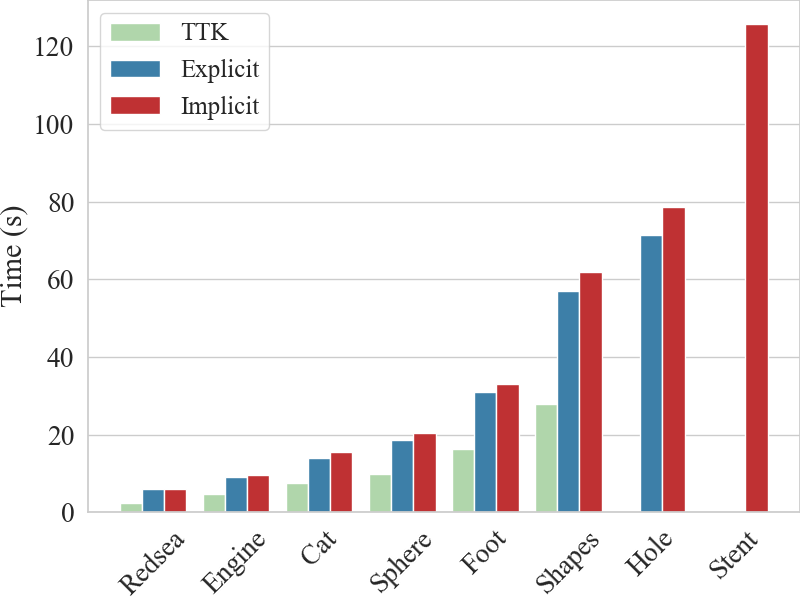 TTK
Explicit
Implicit
Time (s)
120
100
80
60
40
20
0
Redsea
Engine
Cat
Sphere
Foot
Shapes
Hole
Stent